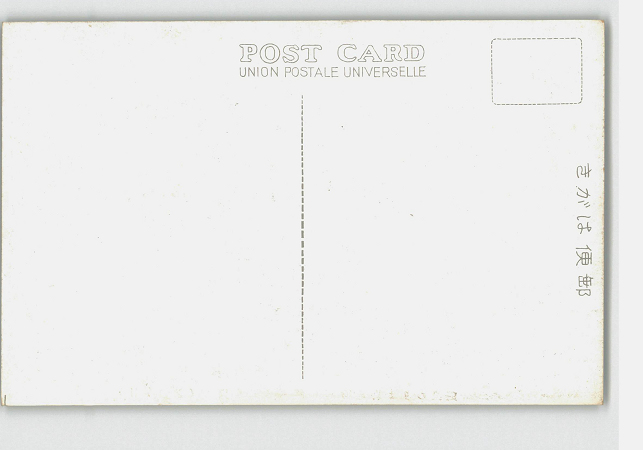 POST CARD
UNION POSTALE UNIVERSELLE
きがは便郵